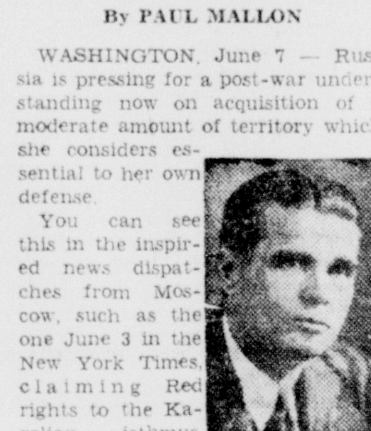 By PAUL MALLON
WASHINGTON, June 7 — Rus
sia is pressing for a post-war under
standing now on acquisition of
moderate amount of territory whic
she considers es-
sential to her own
defense.
You can see
this in the inspir-
ed news dispat-
ches from Mos-
cow, such as the
one June 3 in the
New York Times,
claiming Red
rights to the Ka-
isthmus